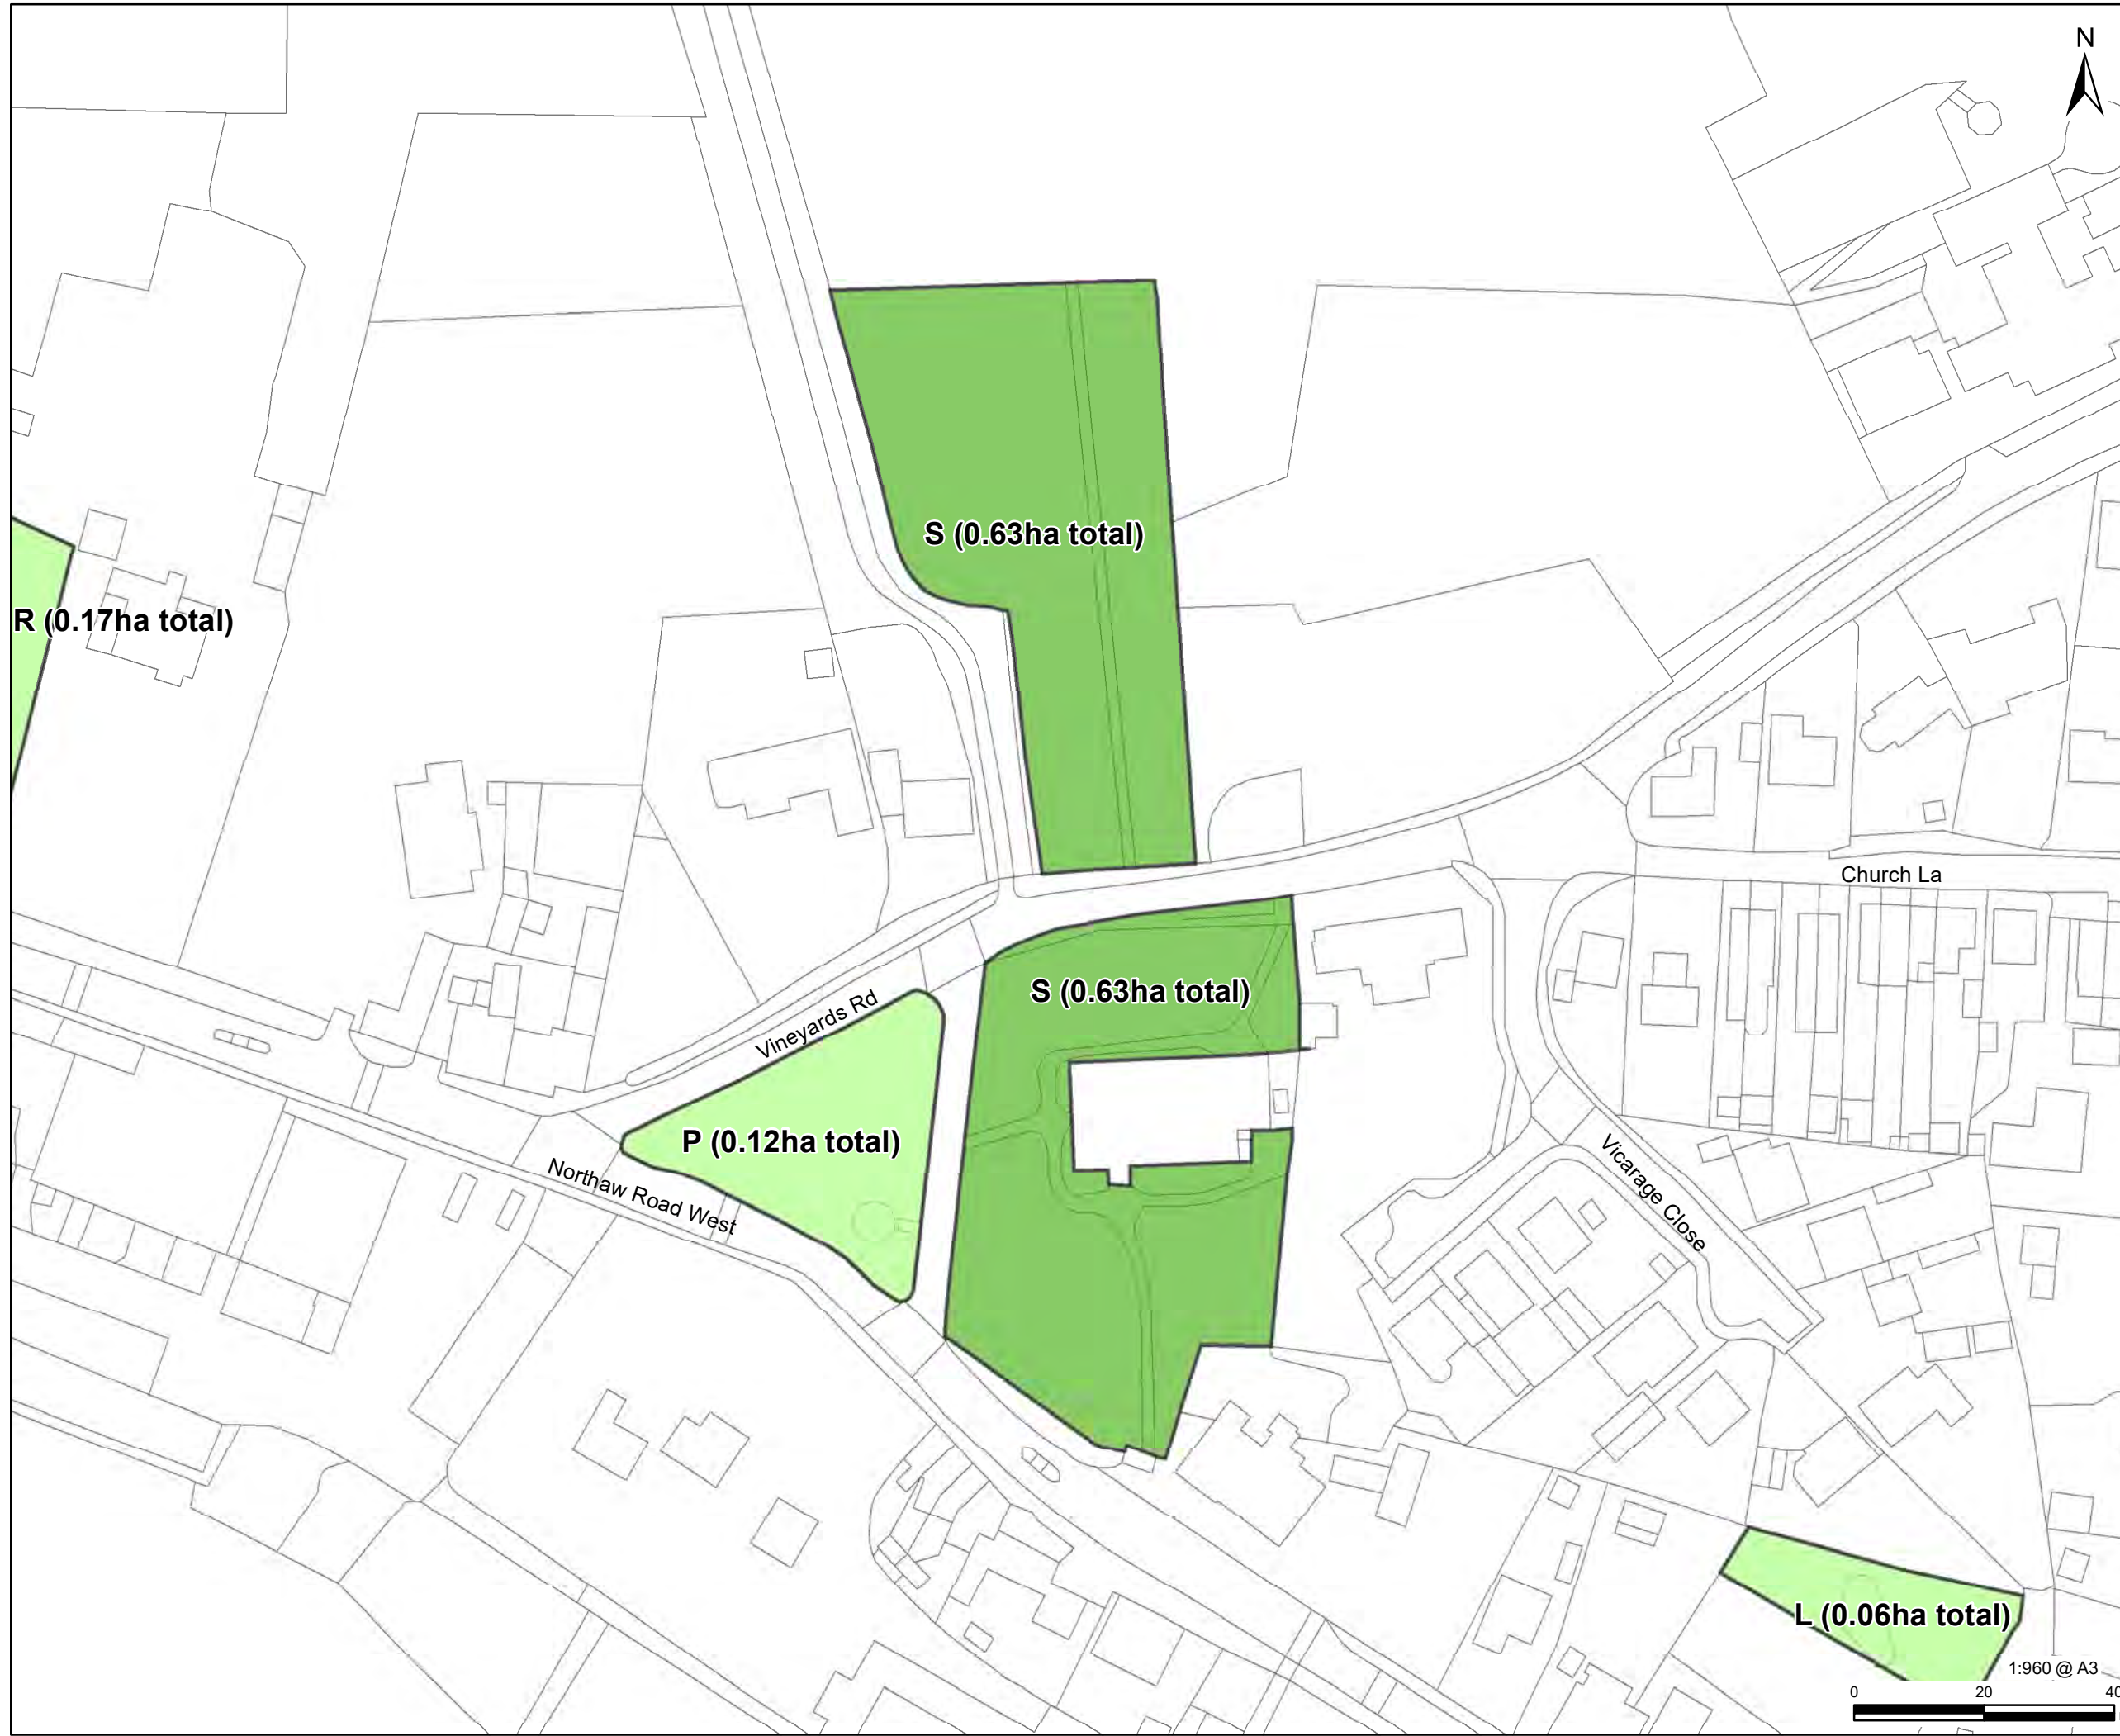 N
S (0.63ha total)
R (0.17ha total)
Church La
S (0.63ha total)
Vineyards Rd
P (0.12ha total)
Northaw Road West
Vicarage Close
L (0.06ha total)
1:960 @ A3
0 20 40